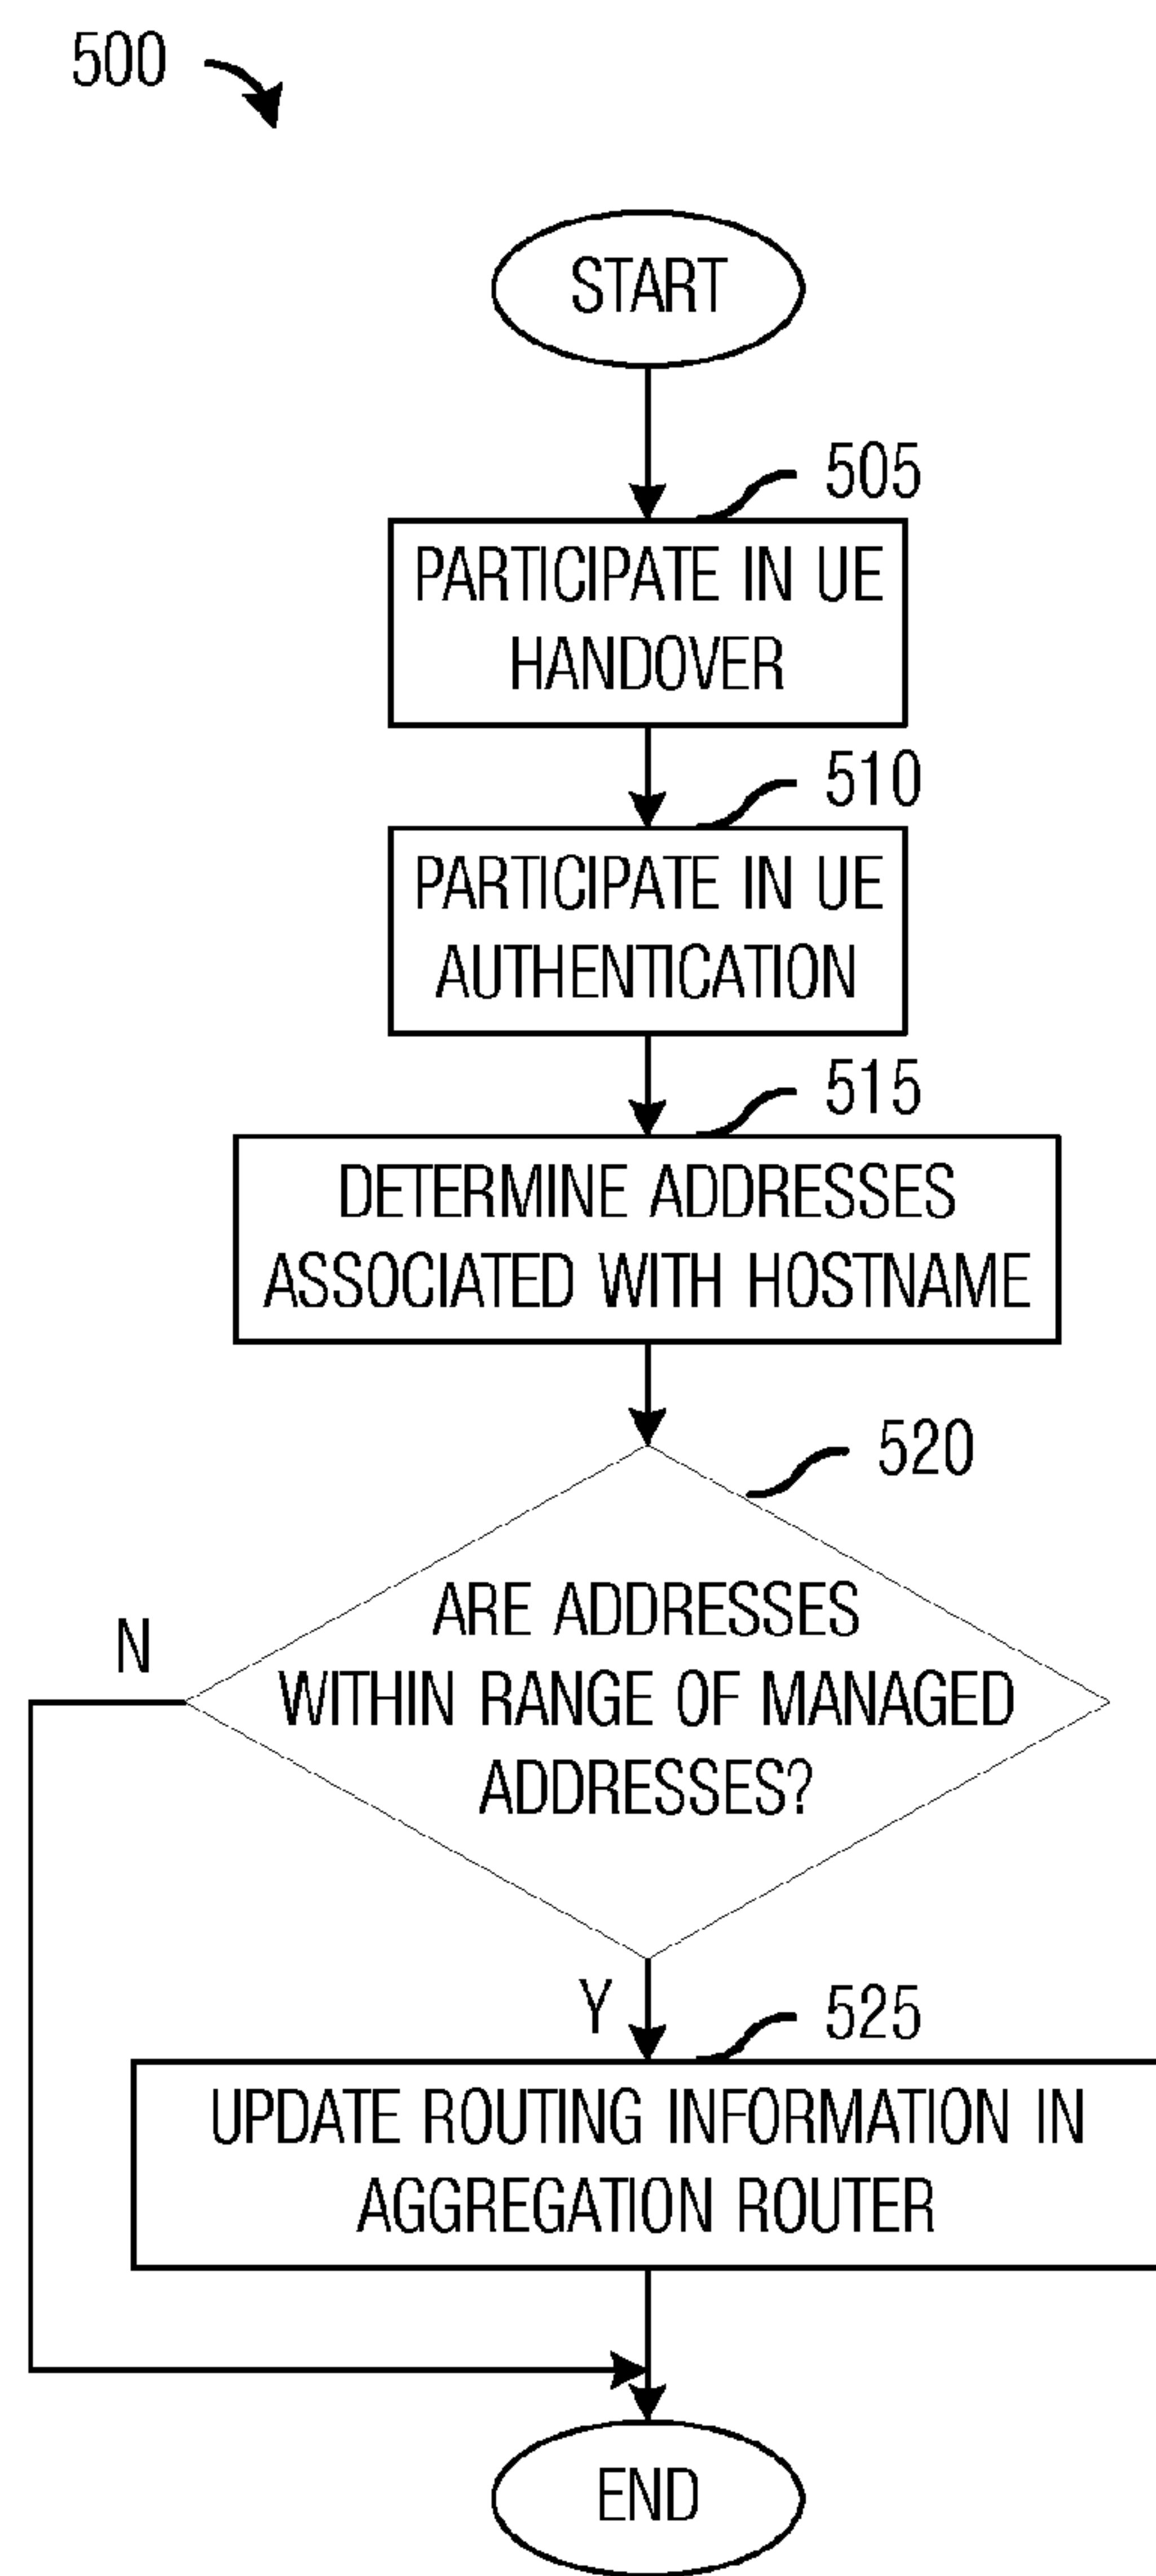 500
START
505
PARTICIPATE IN UE
HANDOVER
510
PARTICIPATE IN UE
AUTHENTICATION
515
DETERMINE ADDRESSES
ASSOCIATED WITH HOSTNAME
520
ARE ADDRESSES
WITHIN RANGE OF MANAGED
ADDRESSES?
N
Y
525
UPDATE ROUTING INFORMATION IN
AGGREGATION ROUTER
END